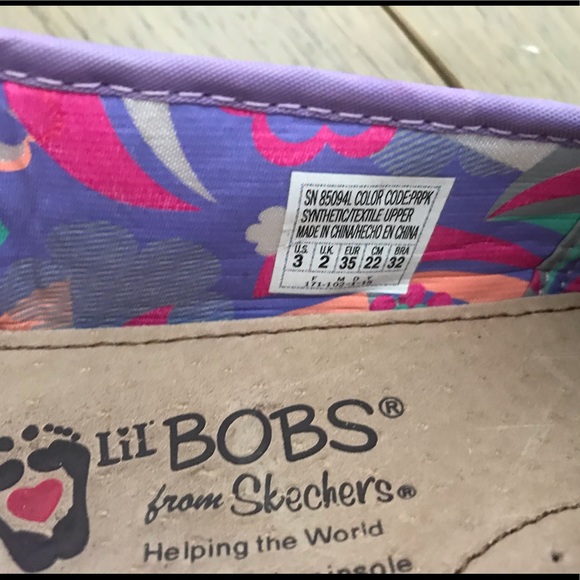 SN 85094L COLOR CODE:PRPK
SYNTHETIC/TEXTILE UPPER
MADE IN CHINA/HECHO EN CHINA
U.S. U.K. EUR CM BRA
3 2 35 22 32
F M D Y
LiL BOBS®
from Skechers®
Helping the World
insole